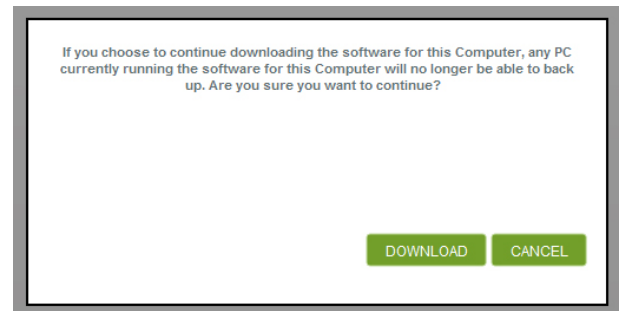 If you choose to continue downloading the software for this Computer, any PC
currently running the software for this Computer will no longer be able to back
up. Are you sure you want to continue?
DOWNLOAD CANCEL